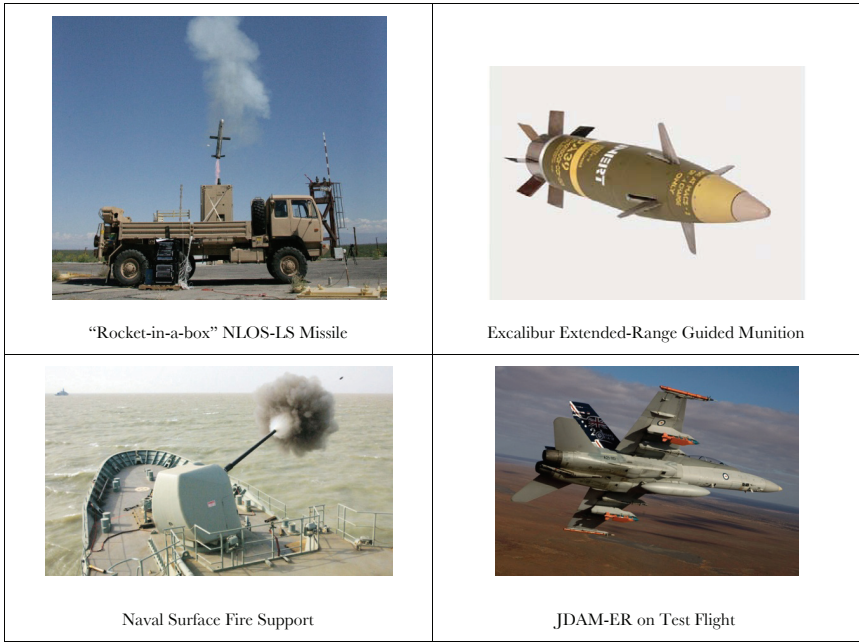 “Rocket-in-a-box” NLOS-LS Missile
Excalibur Extended-Range Guided Munition
INERT
Naval Surface Fire Support
JDAM-ER on Test Flight